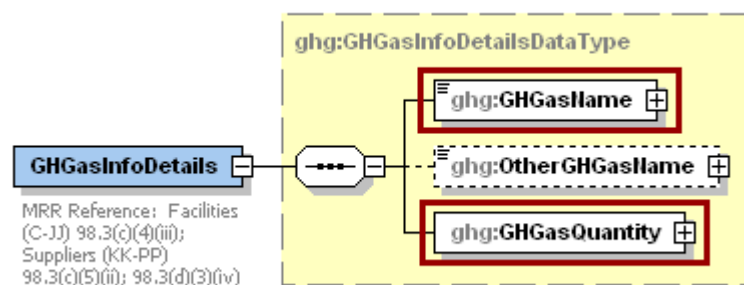 ghg:GHGasInfoDetailsDataType
ghg:GHGasName
GHGasInfoDetails
ghg:OtherGHGasName
MRR Reference: Facilities
(C-JJ) 98.3(c)(4)(iii);
Suppliers (KK-PP)
98.3(c)(5)(ii); 98.3(d)(3)(iv)
ghg:GHGasQuantity